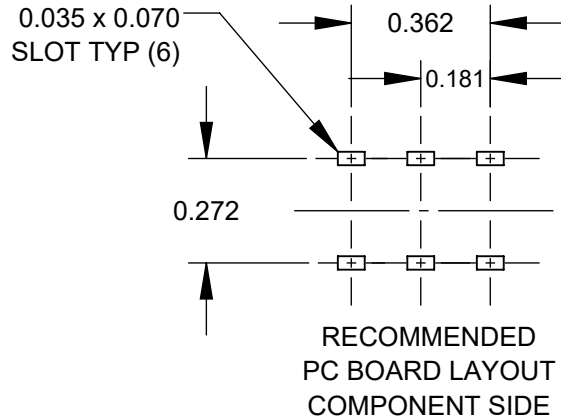 0.035 x 0.070
SLOT TYP (6)
0.362
0.181
0.272
RECOMMENDED
PC BOARD LAYOUT
COMPONENT SIDE